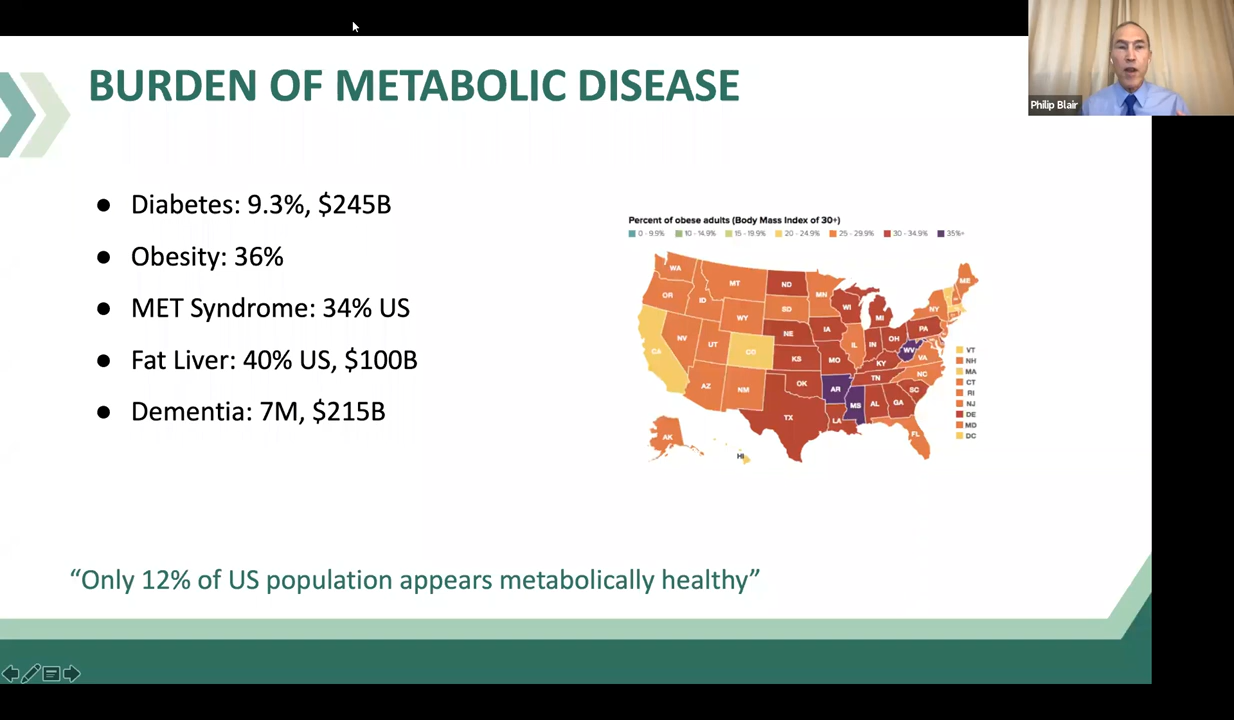 BURDEN OF METABOLIC DISEASE
Philip Blair
● Diabetes: 9.3%, $245B
● Obesity: 36%
● MET Syndrome: 34% US
● Fat Liver: 40% US, $100B
● Dementia: 7M, $215B
Percent of obese adults (Body Mass Index of 30+)
0 - 9.9% 10 - 14.9% 15 - 19.9% 20 - 24.9% 25 - 29.9% 30 - 34.9% 35%+
WA
MT
ND
MN
ME
OR
ID
SD
WI
MI
NY
WY
IA
PA
NE
NV
UT
CO
IL
IN
OH
WV
VA
CA
KS
MO
KY
NC
TN
AZ
NM
OK
AR
SC
MS
AL
GA
TX
LA
FL
AK
HI
VT
NH
MA
CT
RI
NJ
DE
MD
DC
“Only 12% of US population appears metabolically healthy”